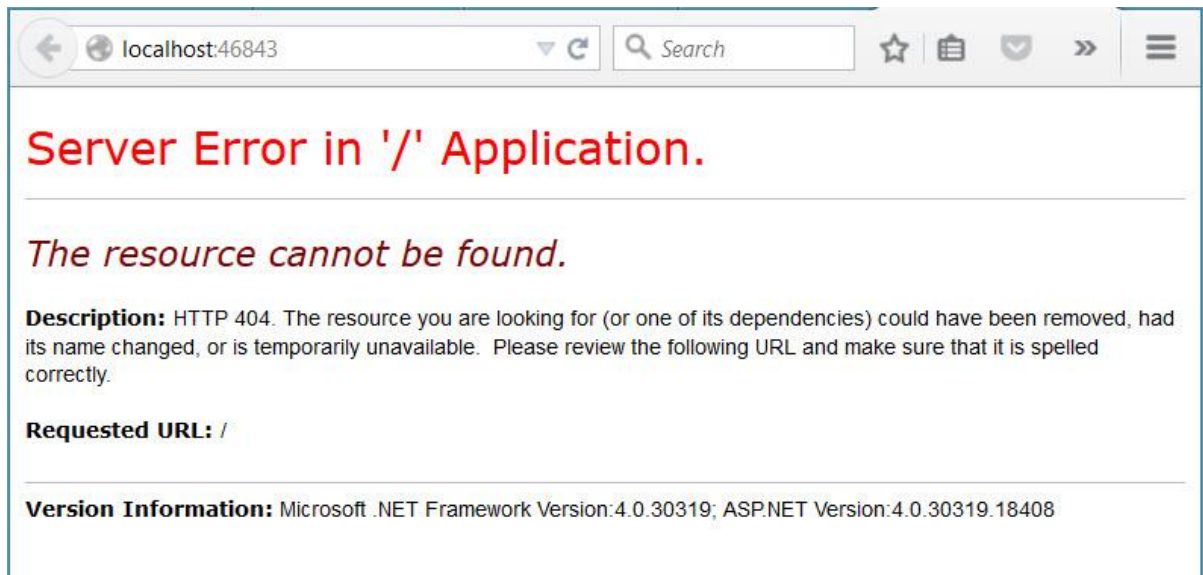 localhost:46843
Search
Server Error in '/' Application.
The resource cannot be found.
Description: HTTP 404. The resource you are looking for (or one of its dependencies) could have been removed, had
its name changed, or is temporarily unavailable.  Please review the following URL and make sure that it is spelled
correctly.
Requested URL: /
Version Information: Microsoft .NET Framework Version:4.0.30319; ASP.NET Version:4.0.30319.18408